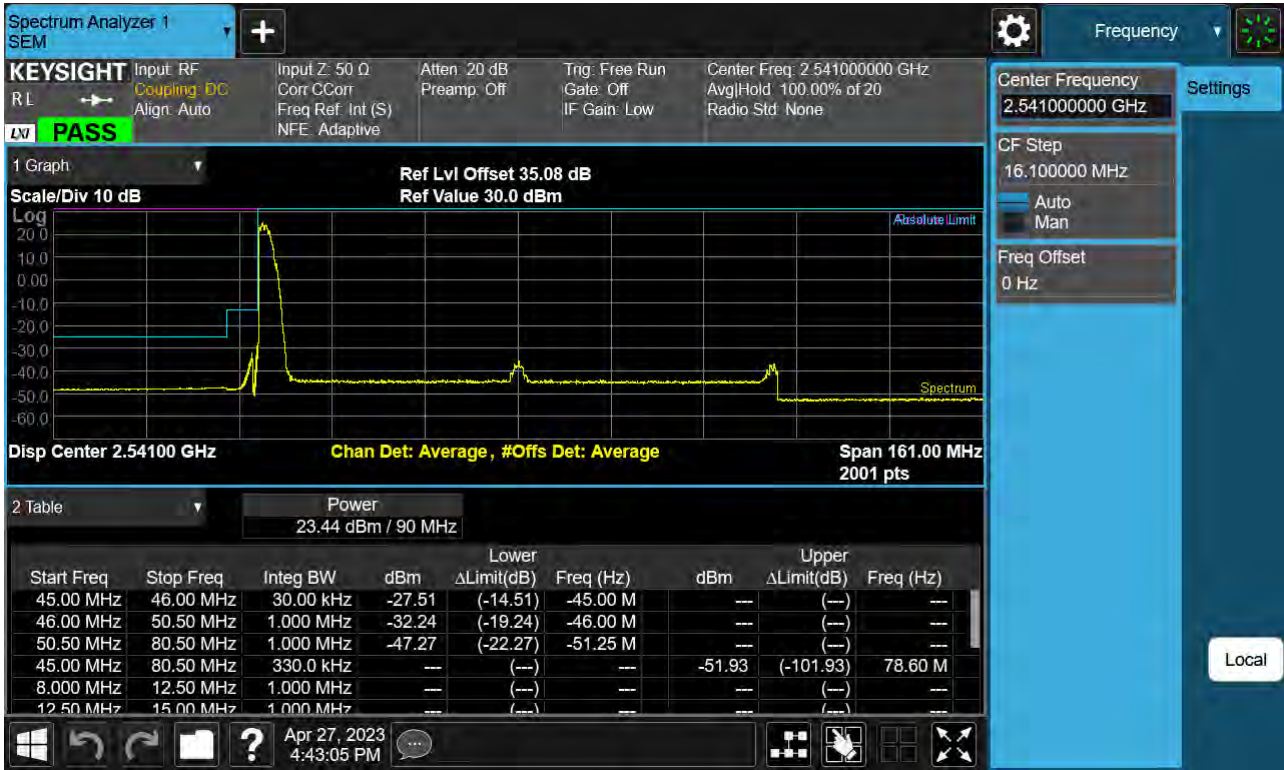 Spectrum Analyzer 1
SEM
Frequency
KEYSIGHT
R L
LXI PASS
Input: RF
Coupling: DC
Align: Auto
Input Z: 50 Ω
Corr CCorr
Freq Ref: Int (S)
NFE: Adaptive
Atten: 20 dB
Preamp: Off
Trig: Free Run
Gate: Off
IF Gain: Low
Center Freq: 2.541000000 GHz
Avg|Hold: 100.00% of 20
Radio Std: None
Center Frequency
2.541000000 GHz
Settings
CF Step
16.100000 MHz
Auto
Man
Freq Offset
0 Hz
Local
1 Graph
Scale/Div 10 dB
Ref Lvl Offset 35.08 dB
Ref Value 30.0 dBm
Log
20.0
10.0
0.00
-10.0
-20.0
-30.0
-40.0
-50.0
-60.0
Absolute Limit
Spectrum
Disp Center 2.54100 GHz
Chan Det: Average , #Offs Det: Average
Span 161.00 MHz
2001 pts
2 Table
Power
23.44 dBm / 90 MHz
Lower Upper
Start Freq Stop Freq Integ BW dBm ΔLimit(dB) Freq (Hz) dBm ΔLimit(dB) Freq (Hz)
45.00 MHz 46.00 MHz 30.00 kHz -27.51 (-14.51) -45.00 M --- (---) ---
46.00 MHz 50.50 MHz 1.000 MHz -32.24 (-19.24) -46.00 M --- (---) ---
50.50 MHz 80.50 MHz 1.000 MHz -47.27 (-22.27) -51.25 M --- (---) ---
45.00 MHz 80.50 MHz 330.0 kHz --- (---) --- -51.93 (-101.93) 78.60 M
8.000 MHz 12.50 MHz 1.000 MHz --- (---) --- --- (---) ---
12.50 MHz 15.00 MHz 1.000 MHz --- (---) --- --- (---) ---
?
Apr 27, 2023
4:43:05 PM